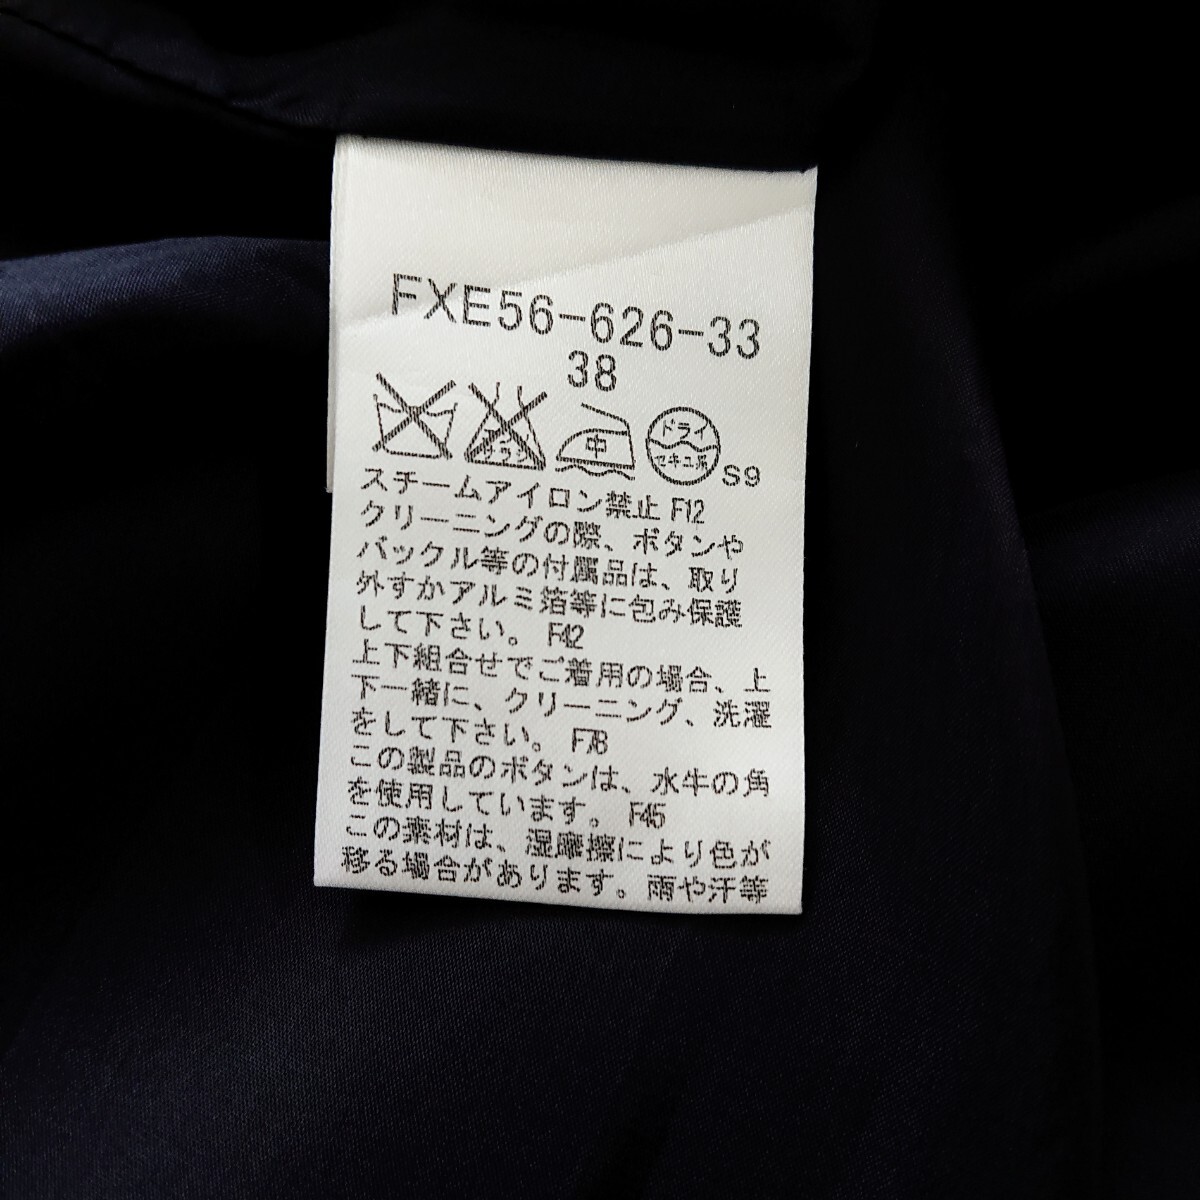 FXE56-626-33
38
エンソ
サラシ
中
ドライ
セキユ系
S9
スチームアイロン禁止 F12
クリーニングの際、ボタンや
バックル等の付属品は、取り
外すかアルミ箔等に包み保護
して下さい。 F42
上下組合せでご着用の場合、上
下一緒に、クリーニング、洗濯
をして下さい。 F78
この製品のボタンは、水牛の角
を使用しています。 F45
この素材は、湿摩擦により色が
移る場合があります。雨や汗等